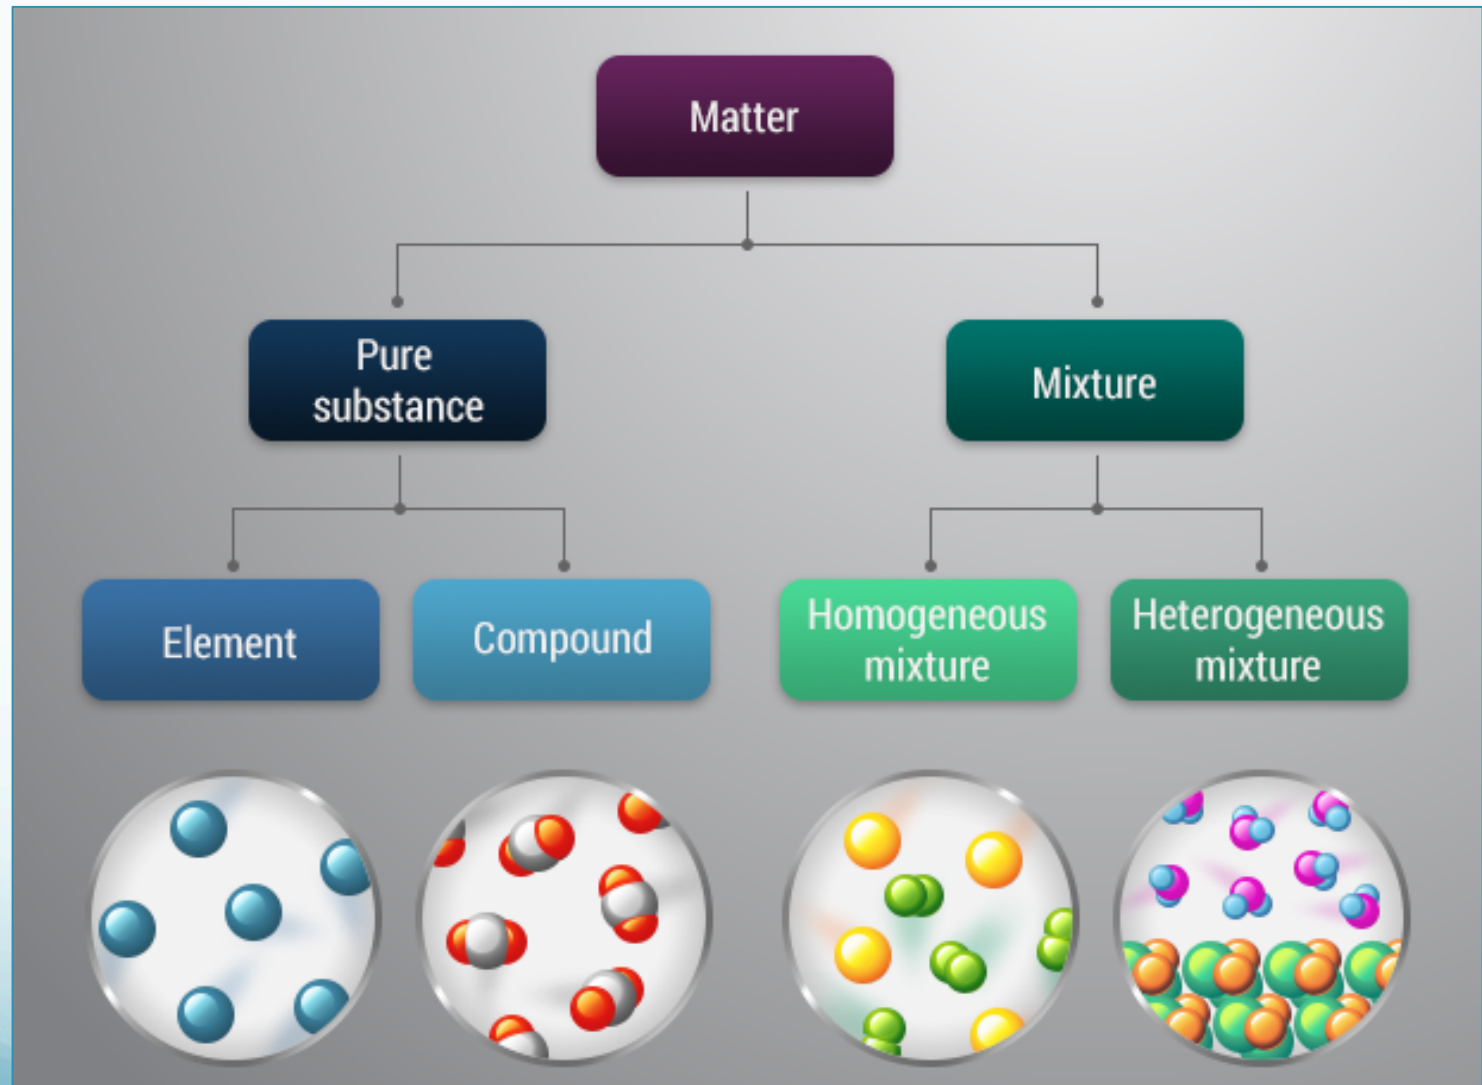 Matter
Pure
substance
Mixture
Element
Compound
Homogeneous
mixture
Heterogeneous
mixture